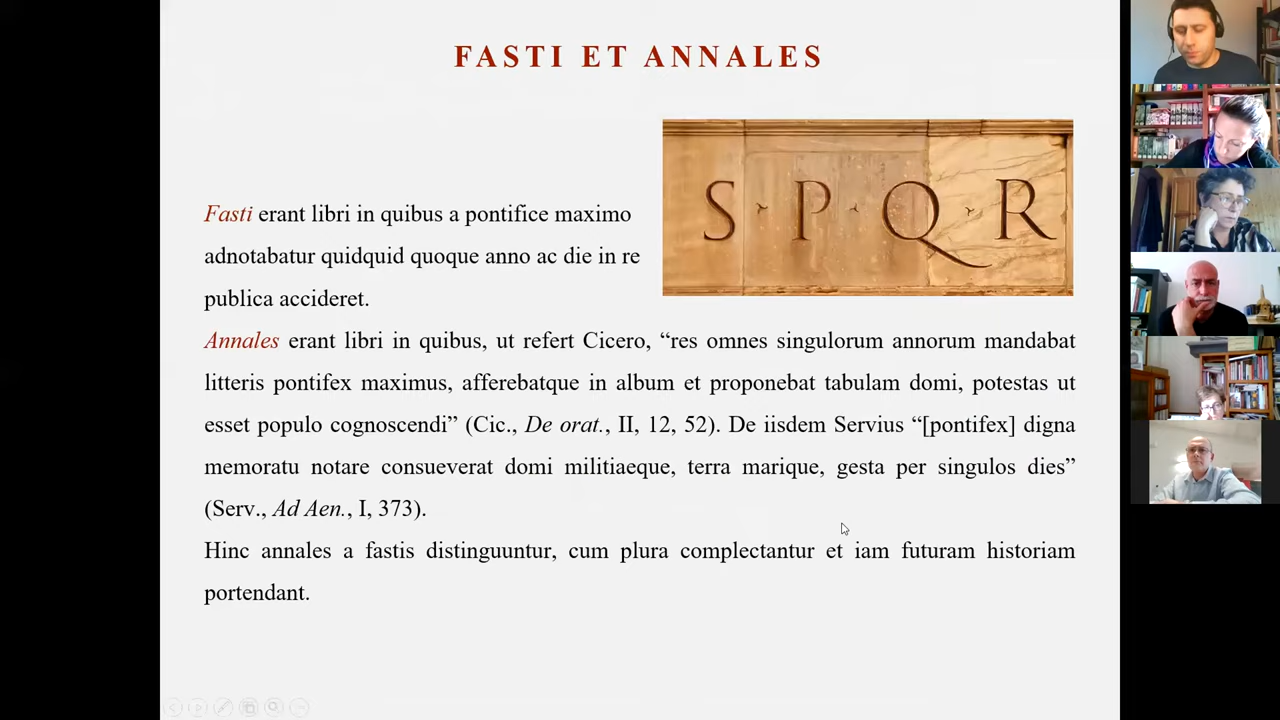 FASTI ET ANNALES
S · P · Q · R
Fasti erant libri in quibus a pontifice maximo
adnotabatur quidquid quoque anno ac die in re
publica accideret.
Annales erant libri in quibus, ut refert Cicero, “res omnes singulorum annorum mandabat
litteris pontifex maximus, afferebatque in album et proponebat tabulam domi, potestas ut
esset populo cognoscendi” (Cic., De orat., II, 12, 52). De iisdem Servius “[pontifex] digna
memoratu notare consueverat domi militiaeque, terra marique, gesta per singulos dies”
(Serv., Ad Aen., I, 373).
Hinc annales a fastis distinguuntur, cum plura complectantur et iam futuram historiam
portendant.